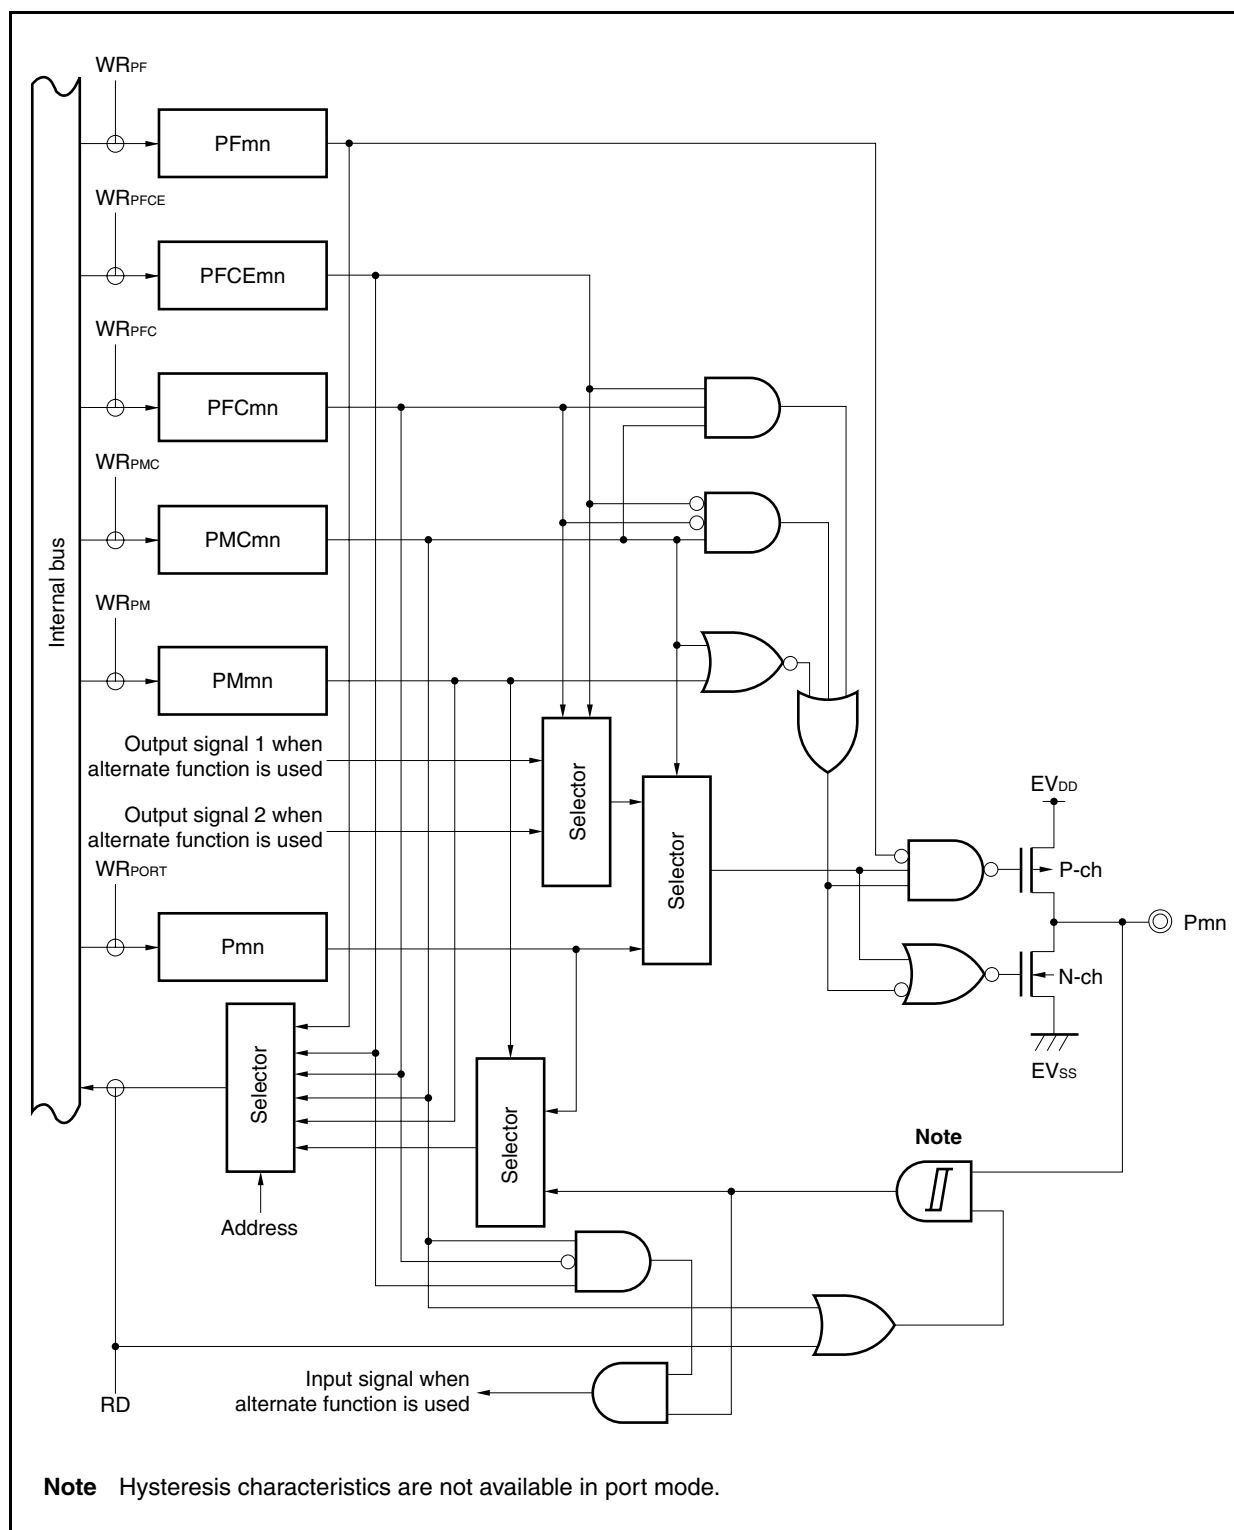 WRPF
PFmn
WRPFCE
PFCEmn
WRPFC
PFCmn
WRPMC
PMCmn
Internal bus
WRPM
PMmn
Output signal 1 when
alternate function is used
Output signal 2 when
alternate function is used
Selector
Selector
EVDD
P-ch
WRPORT
Pmn
Pmn
N-ch
EVSS
Selector
Selector
Address
Note
Input signal when
alternate function is used
RD
Note Hysteresis characteristics are not available in port mode.